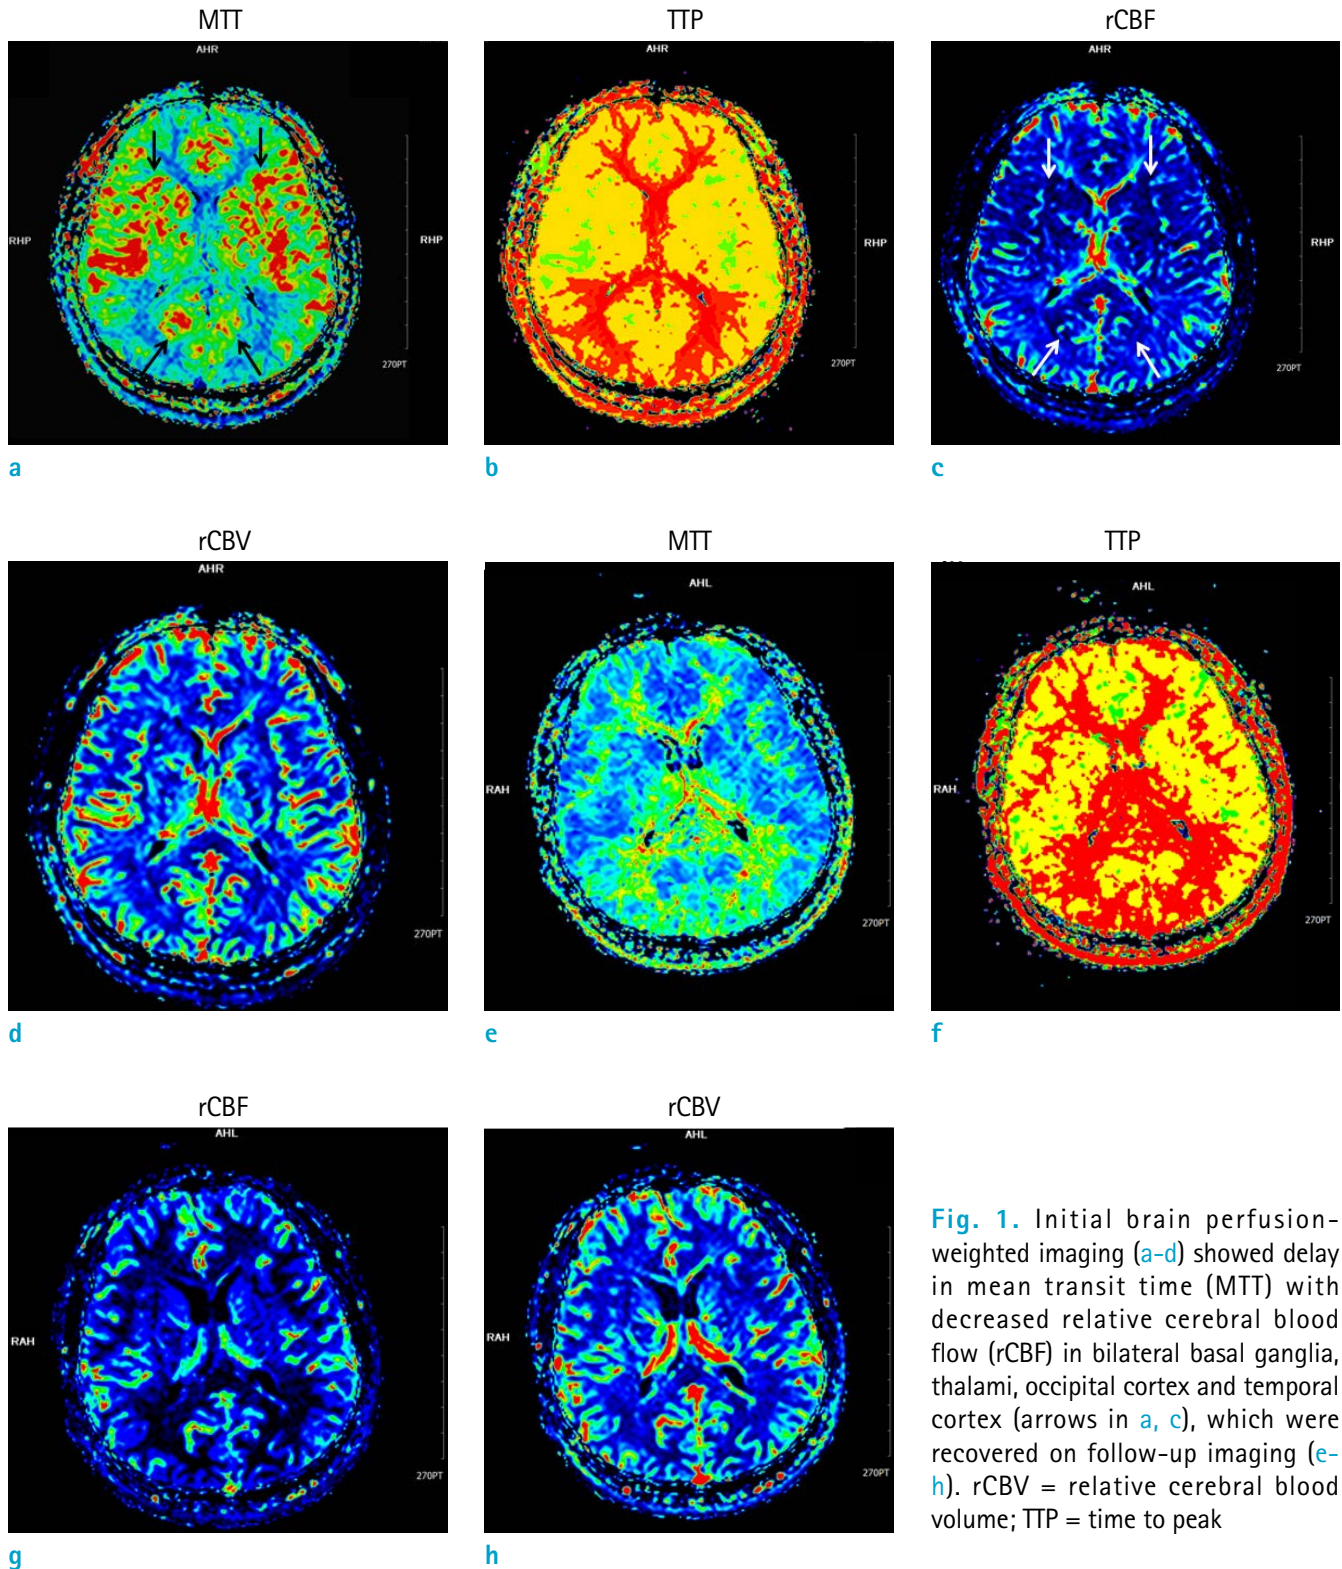 MTT
TTP
rCBF
AHR
AHR
AHR
RHP
RHP
RHP
RHP
270PT
270PT
270PT
a
b
c
rCBV
MTT
TTP
AHR
AHL
AHL
RAH
RAH
270PT
270PT
270PT
d
e
f
rCBF
rCBV
AHL
AHL
RAH
RAH
270PT
270PT
g
h
Fig. 1. Initial brain perfusion-
weighted imaging (a-d) showed delay
in mean transit time (MTT) with
decreased relative cerebral blood
flow (rCBF) in bilateral basal ganglia,
thalami, occipital cortex and temporal
cortex (arrows in a, c), which were
recovered on follow-up imaging (e-
h). rCBV = relative cerebral blood
volume; TTP = time to peak